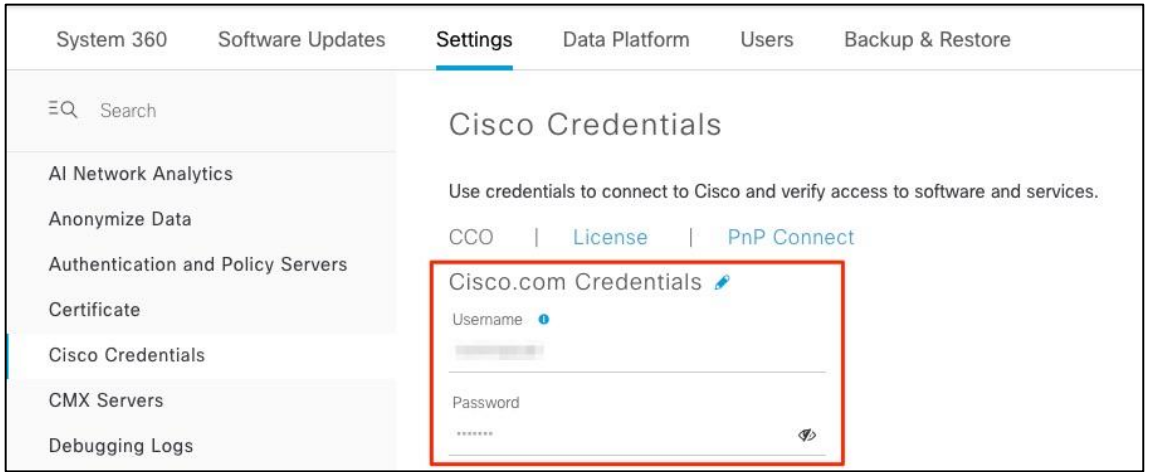 System 360 Software Updates Settings Data Platform Users Backup & Restore
Search
Cisco Credentials
AI Network Analytics
Use credentials to connect to Cisco and verify access to software and services.
Anonymize Data
CCO | License | PnP Connect
Authentication and Policy Servers
Cisco.com Credentials
Certificate
Username
Cisco Credentials
CMX Servers
Password
Debugging Logs
.......